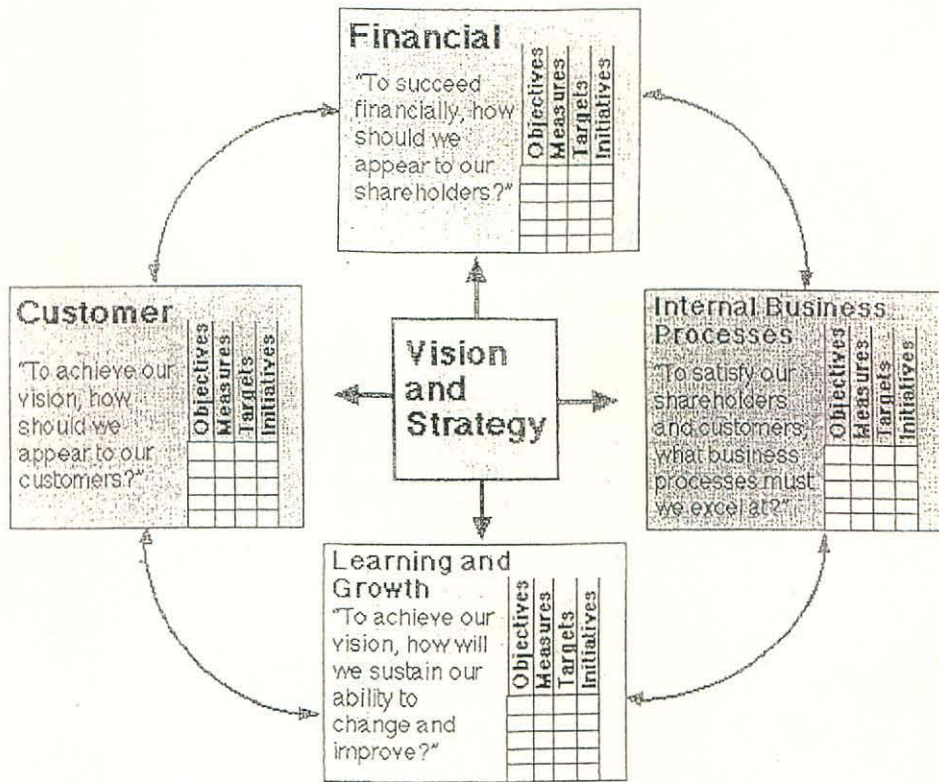 Financial
"To succeed
financially, how
should we
appear to our
shareholders?"
Objectives
Measures
Targets
Initiatives
Customer
"To achieve our
vision, how
should we
appear to our
customers?"
Objectives
Measures
Targets
Initiatives
Vision
and
Strategy
Internal Business
Processes
"To satisfy our
shareholders
and customers,
what business
processes must
we excel at?"
Objectives
Measures
Targets
Initiatives
Learning and
Growth
"To achieve our
vision, how will
we sustain our
ability to
change and
improve?"
Objectives
Measures
Targets
Initiatives